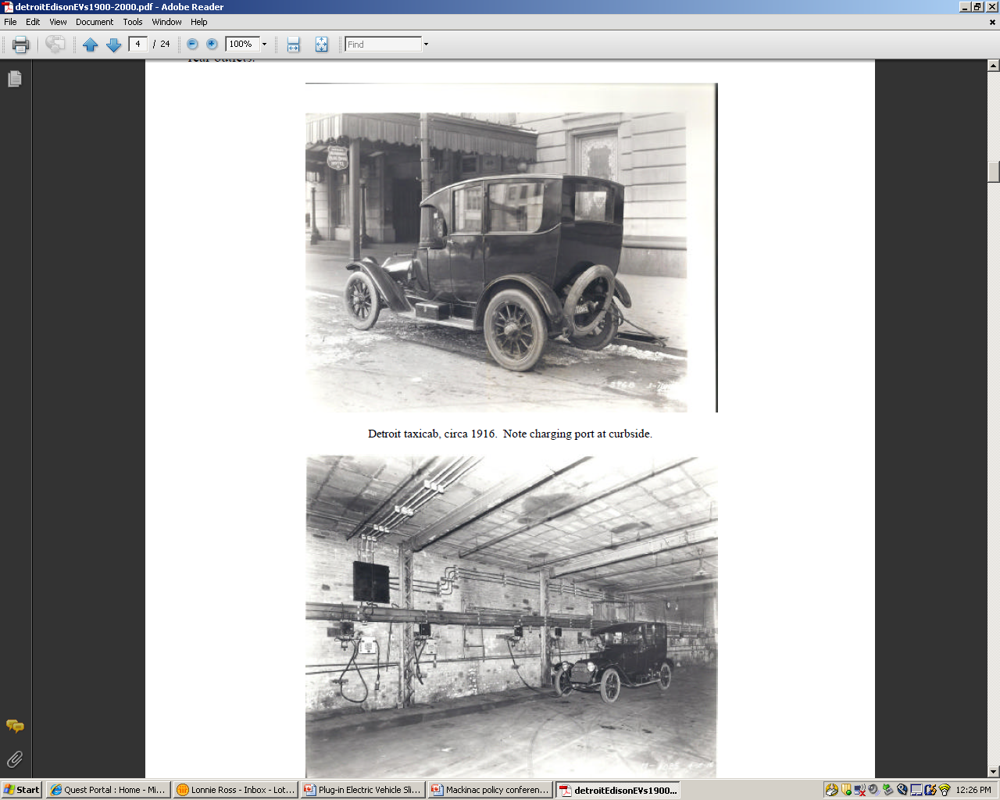 detroitEdisonEVs1900-2000.pdf - Adobe Reader
File Edit View Document Tools Window Help
4 / 24 100% Find
rear outlets.
Detroit taxicab, circa 1916.  Note charging port at curbside.
Start Quest Portal : Home - Mi... Lonnie Ross - Inbox - Lot... Plug-in Electric Vehicle Sli... Mackinac policy conferen... detroitEdisonEVs1900... 12:26 PM